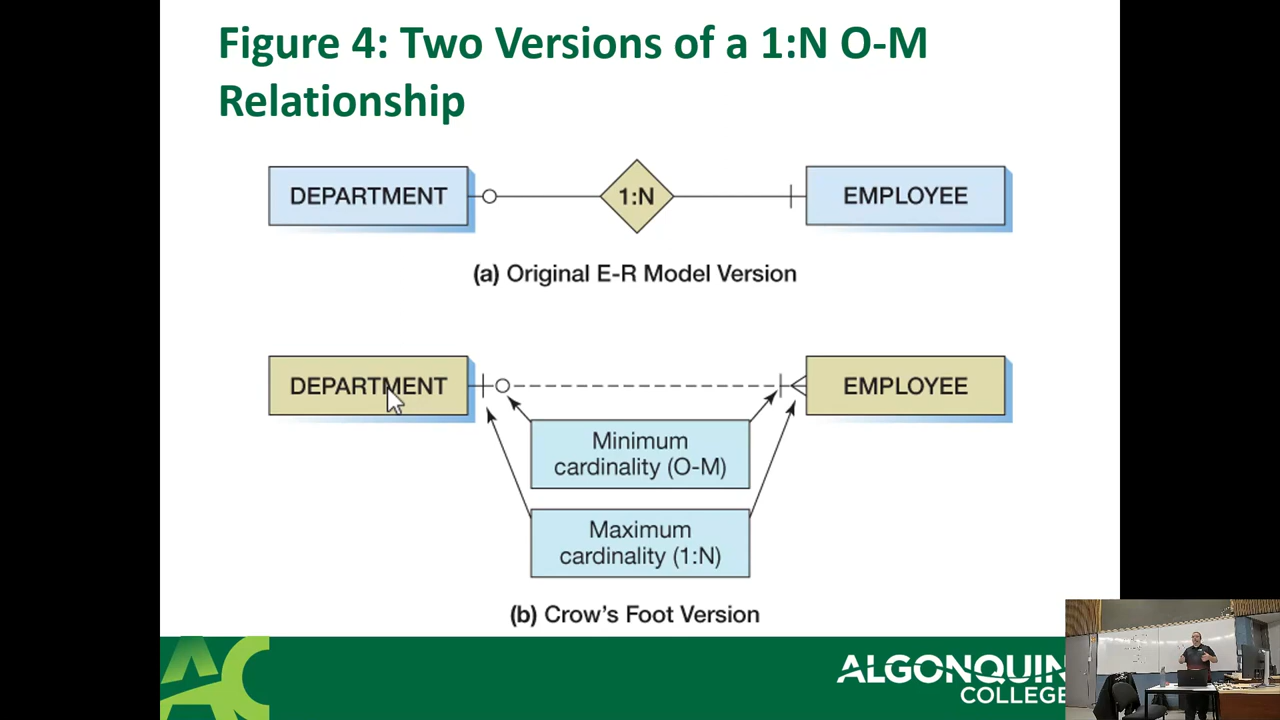 Figure 4: Two Versions of a 1:N O-M
Relationship
DEPARTMENT
1:N
EMPLOYEE
(a) Original E-R Model Version
DEPARTMENT
EMPLOYEE
Minimum
cardinality (O-M)
Maximum
cardinality (1:N)
(b) Crow's Foot Version
AC
ALGONQUIN
COLLEGE